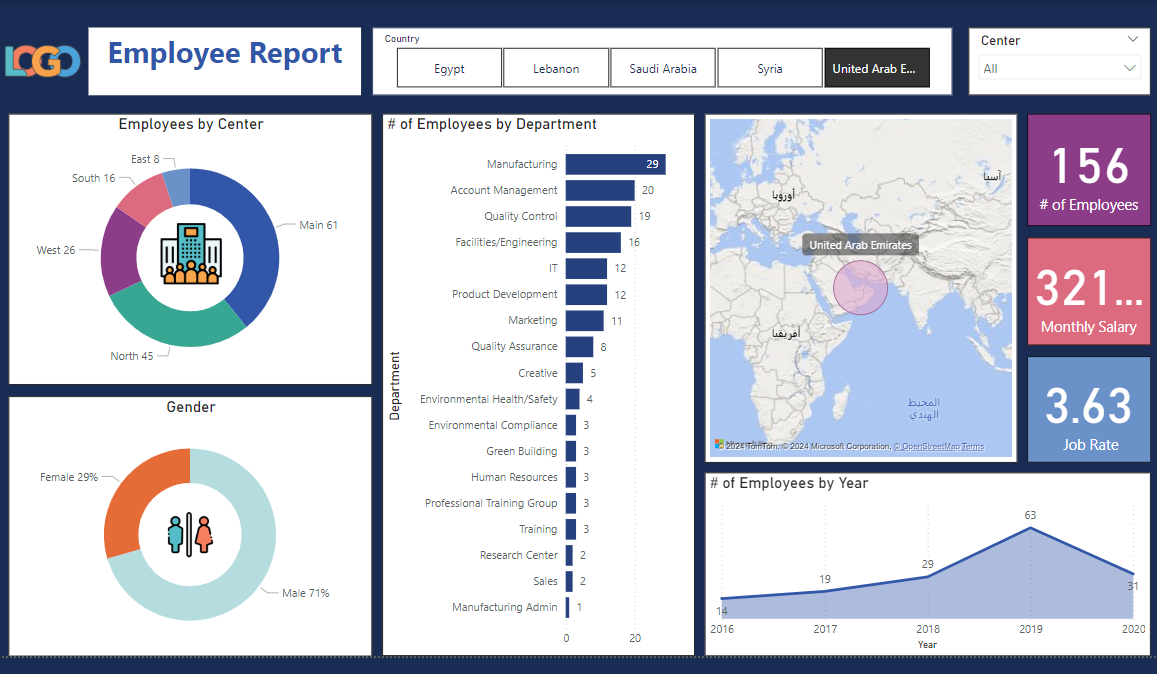 LOGO
Employee Report
Country
Egypt
Lebanon
Saudi Arabia
Syria
United Arab E...
Center
All
Employees by Center
East 8
South 16
West 26
North 45
Main 61
Gender
Female 29%
Male 71%
# of Employees by Department
Department
Manufacturing 29
Account Management 20
Quality Control 19
Facilities/Engineering 16
IT 12
Product Development 12
Marketing 11
Quality Assurance 8
Creative 5
Environmental Health/Safety 4
Environmental Compliance 3
Green Building 3
Human Resources 3
Professional Training Group 3
Training 3
Research Center 2
Sales 2
Manufacturing Admin 1
0 20
آسيا
أوروبا
United Arab Emirates
أفريقيا
المحيط
الهندي
© 2024 TomTom, © 2024 Microsoft Corporation, © OpenStreetMap Terms
156
# of Employees
321...
Monthly Salary
3.63
Job Rate
# of Employees by Year
14
19
29
63
31
2016 2017 2018 2019 2020
Year